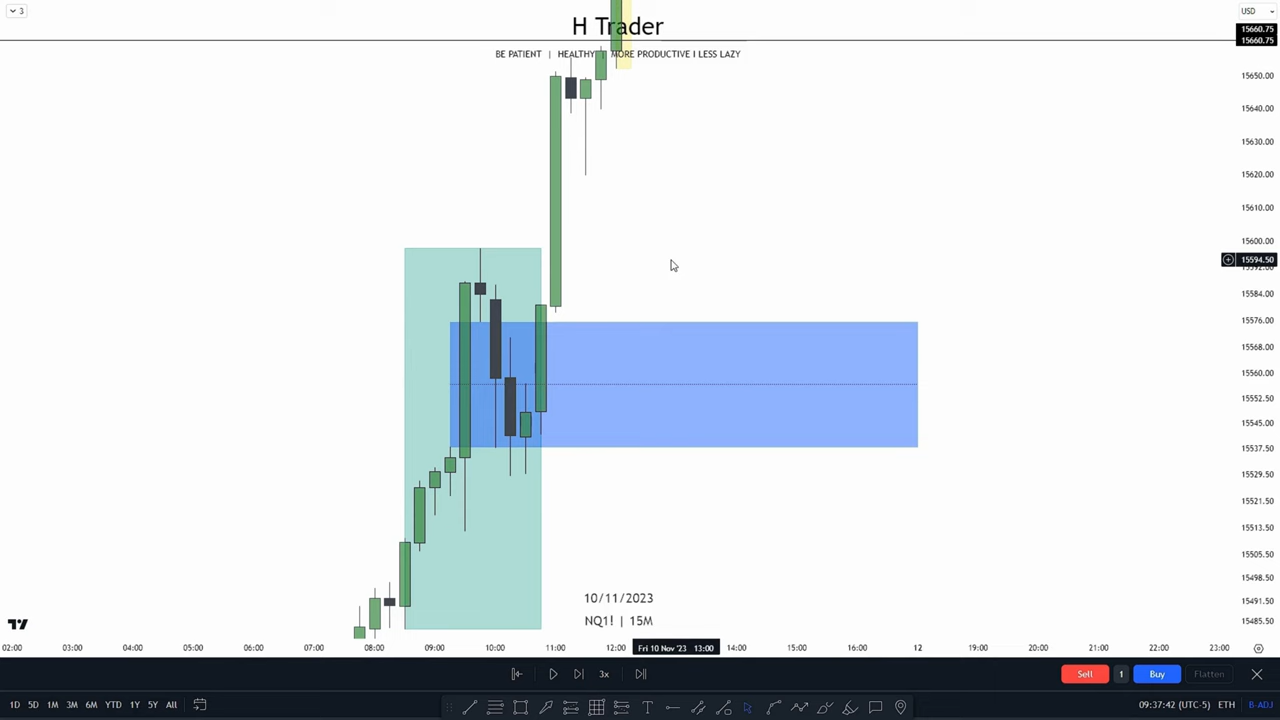 3
H Trader
BE PATIENT | HEALTHY | MORE PRODUCTIVE I LESS LAZY
USD
15660.75
15660.75
15650.00
15640.00
15630.00
15620.00
15610.00
15600.00
15594.50
15592.00
15584.00
15576.00
15568.00
15560.00
15552.50
15545.00
15537.50
15529.50
15521.50
15513.50
15505.50
15498.50
15491.50
15485.50
10/11/2023
NQ1! | 15M
02:00 03:00 04:00 05:00 06:00 07:00 08:00 09:00 10:00 11:00 12:00 Fri 10 Nov '23 13:00 14:00 15:00 16:00 17:00 12 19:00 20:00 21:00 22:00 23:00
3x
Sell 1 Buy Flatten
1D 5D 1M 3M 6M YTD 1Y 5Y All
09:37:42 (UTC-5) ETH B-ADJ